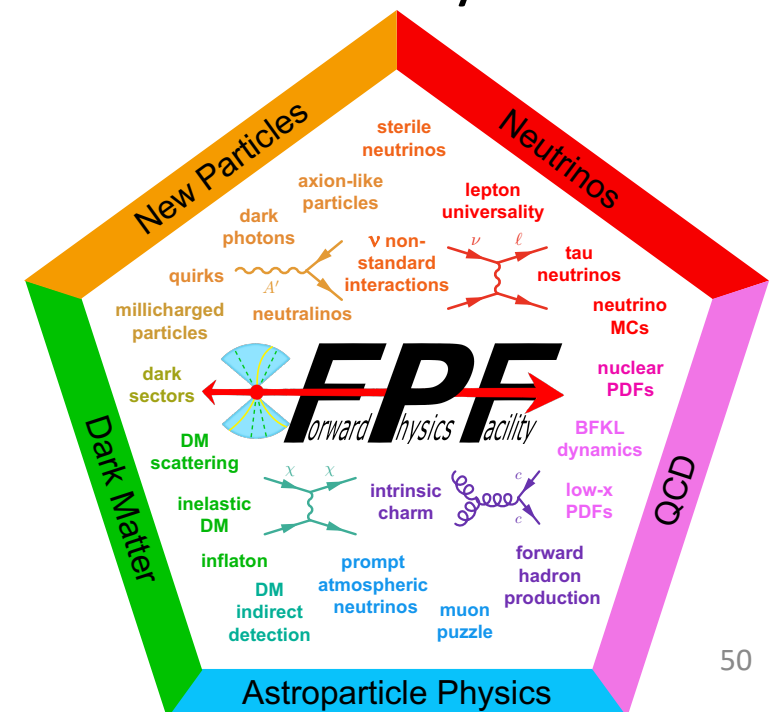 New Particles
Neutrinos
sterile
neutrinos
axion-like
particles
lepton
universality
dark
photons
ν non-
standard
interactions
ν
ℓ
tau
neutrinos
quirks
A′
neutralinos
millicharged
particles
neutrino
MCs
dark
sectors
FPF
Forward Physics Facility
nuclear
PDFs
BFKL
dynamics
DM
scattering
χ
χ
intrinsic
charm
c
c
low-x
PDFs
inelastic
DM
Dark Matter
QCD
inflaton
prompt
atmospheric
neutrinos
forward
hadron
production
DM
indirect
detection
muon
puzzle
Astroparticle Physics
50